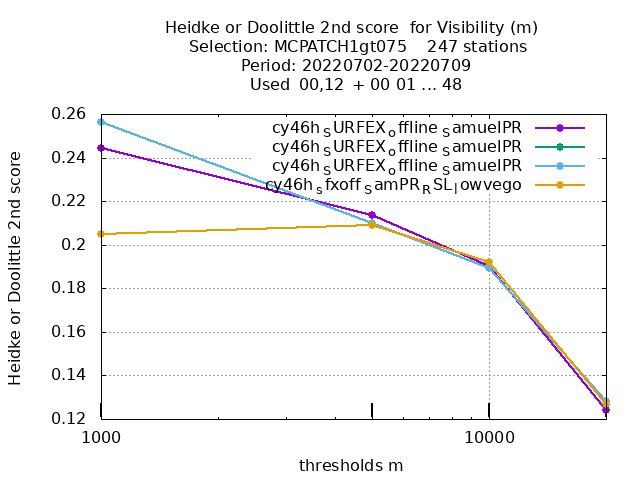 Heidke or Doolittle 2nd score  for Visibility (m)
Selection: MCPATCH1gt075    247 stations
Period: 20220702-20220709
Used  00,12  + 00 01 ... 48
cy46h_SURFEX_offline_SamuelPR
cy46h_SURFEX_offline_SamuelPR
cy46h_SURFEX_offline_SamuelPR
cy46h_sfxoff_SamPR_RSL_lowvego
Heidke or Doolittle 2nd score
0.26
0.24
0.22
0.2
0.18
0.16
0.14
0.12
1000 10000
thresholds m